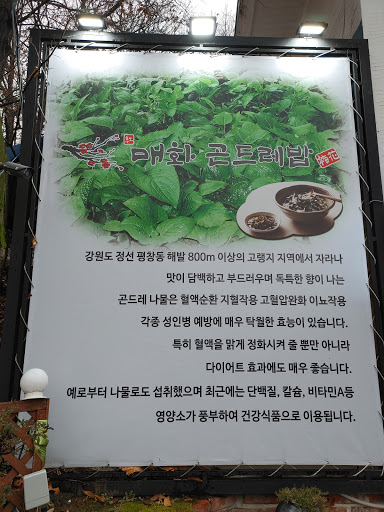 매화 곤드레밥
강원도 정선 평창동 해발 800m 이상의 고랭지 지역에서 자라나
맛이 담백하고 부드러우며 독특한 향이 나는
곤드레 나물은 혈액순환 지혈작용 고혈압완화 이뇨작용
각종 성인병 예방에 매우 탁월한 효능이 있습니다.
특히 혈액을 맑게 정화시켜 줄 뿐만 아니라
다이어트 효과에도 매우 좋습니다.
예로부터 나물로도 섭취했으며 최근에는 단백질, 칼슘, 비타민A등
영양소가 풍부하여 건강식품으로 이용됩니다.